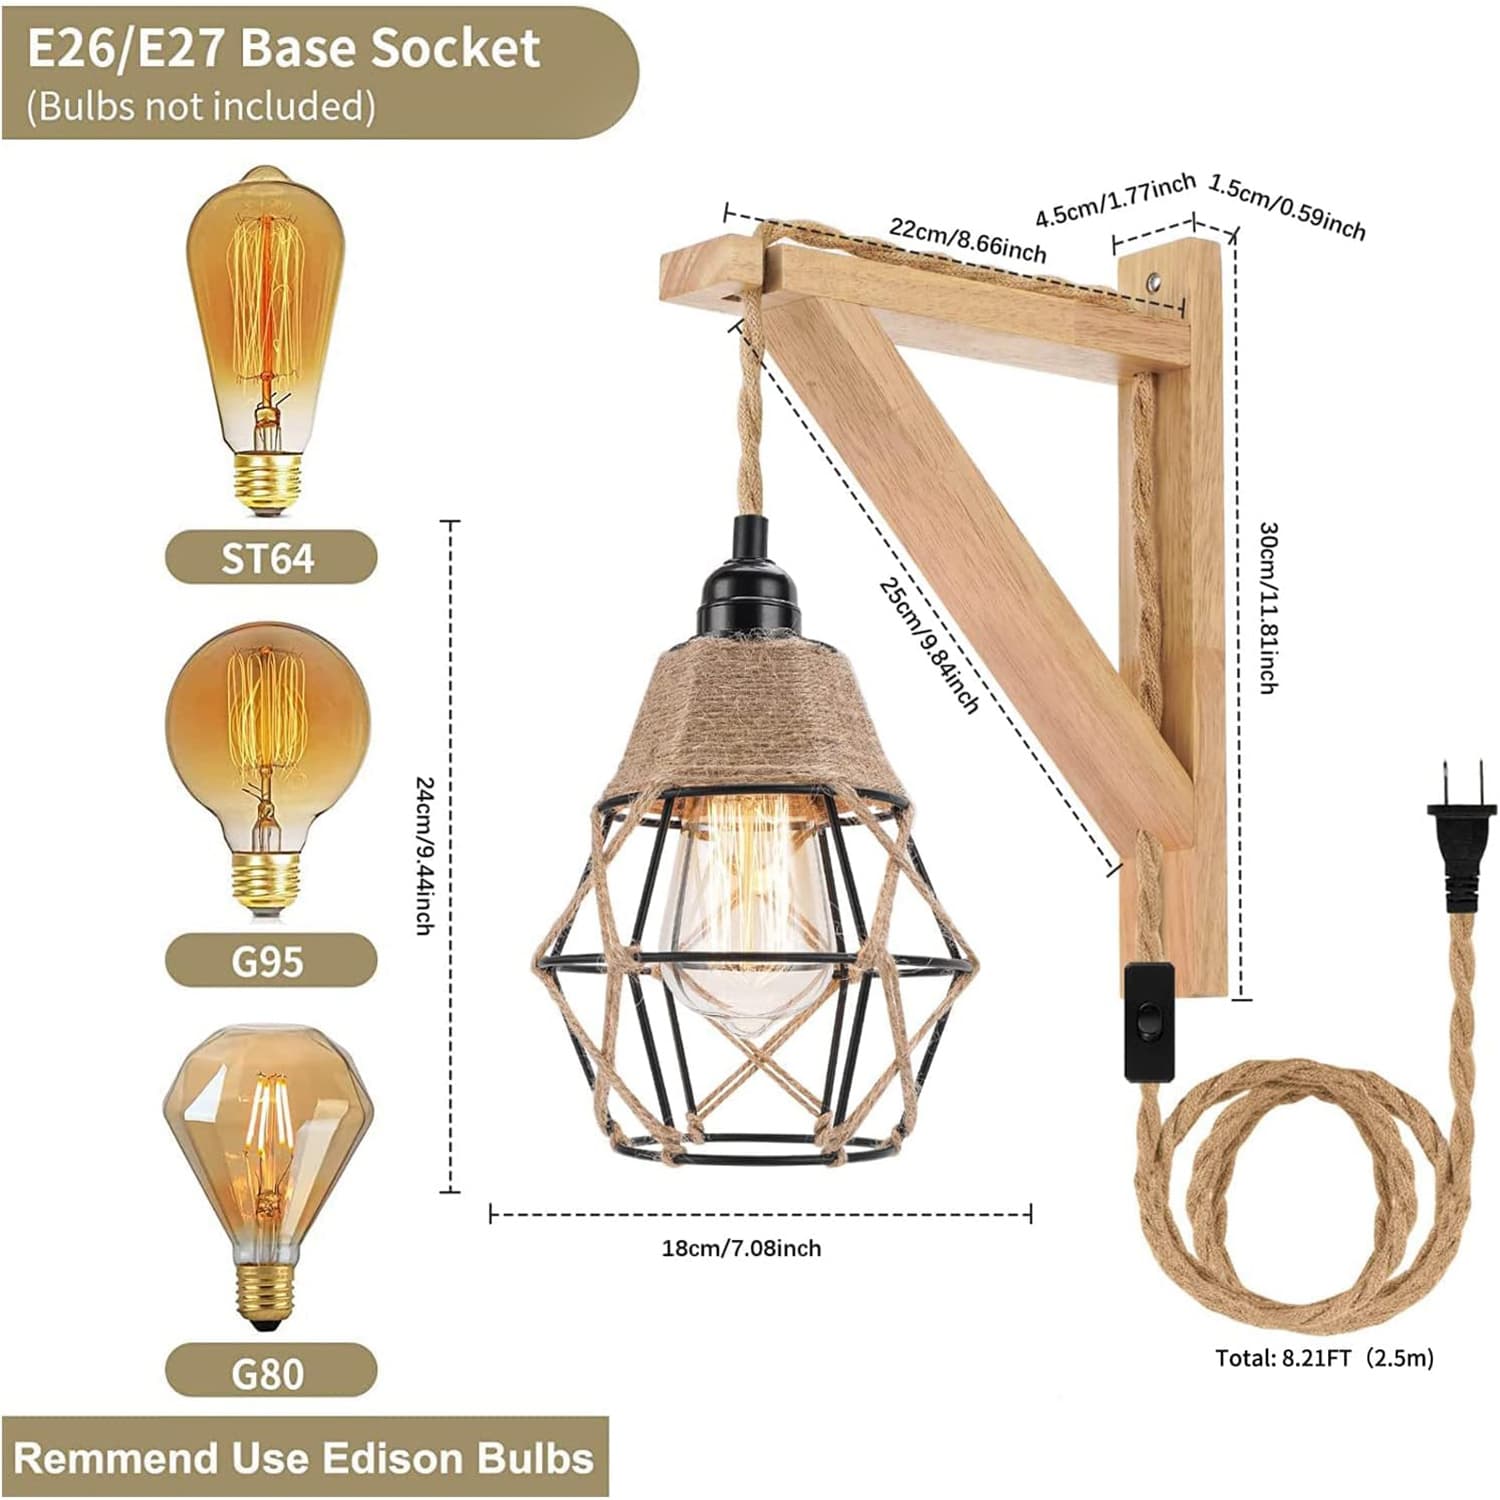 E26/E27 Base Socket
(Bulbs not included)
ST64
G95
G80
Remmend Use Edison Bulbs
22cm/8.66inch
4.5cm/1.77inch
1.5cm/0.59inch
25cm/9.84inch
30cm/11.81inch
24cm/9.44inch
18cm/7.08inch
Total: 8.21FT (2.5m)